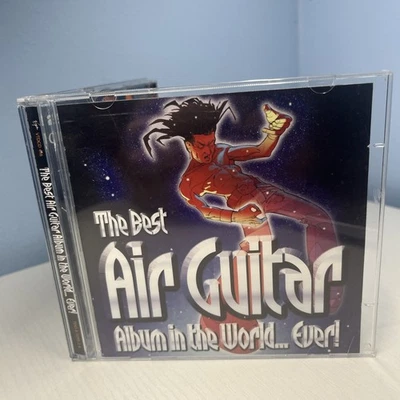 The Best
Air Guitar
Album in the World... Ever!
The Best Air Guitar Album in the World... Ever!